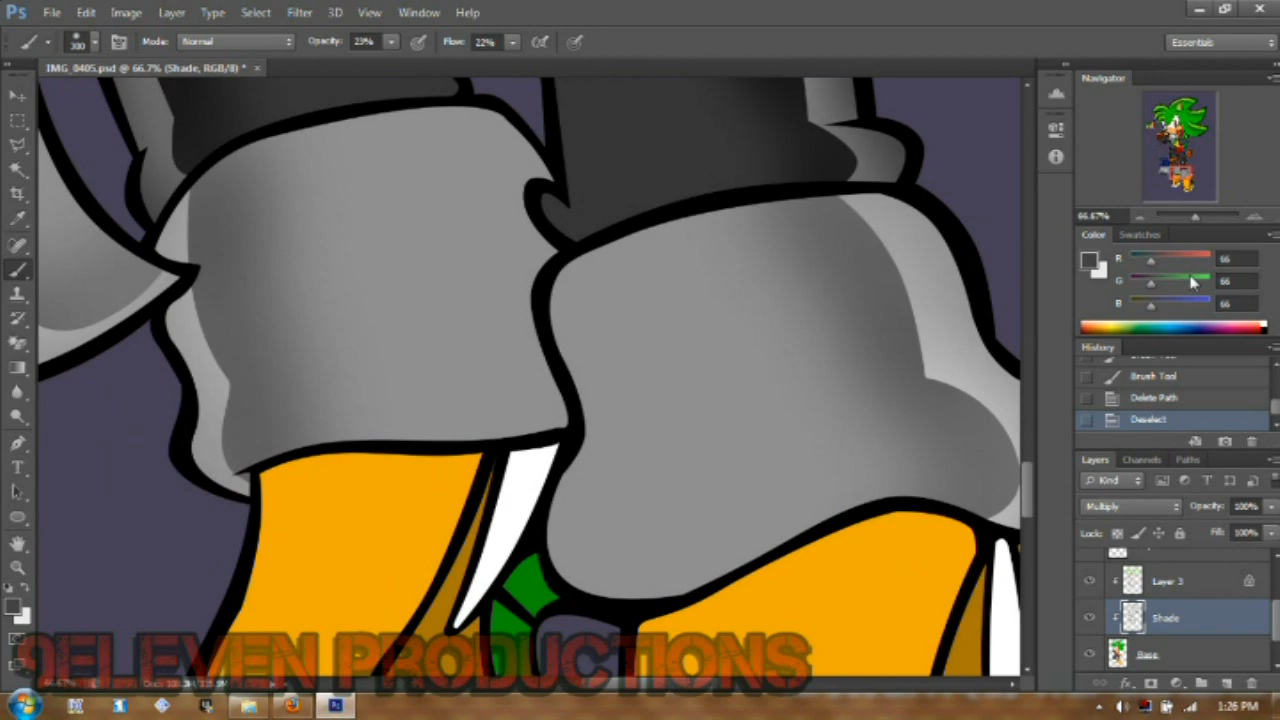 Ps File Edit Image Layer Type Select Filter 3D View Window Help
300 Mode: Normal Opacity: 23% Flow: 22% Essentials
IMG_0405.psd @ 66.7% (Shade, RGB/8) * ×
Navigator
66.67%
Color Swatches
R 66
G 66
B 66
History
Brush Tool
Delete Path
Deselect
Layers Channels Paths
Kind
Multiply Opacity: 100%
Lock: Fill: 100%
Layer 3
Shade
Base
9ELEVEN PRODUCTIONS
1:26 PM